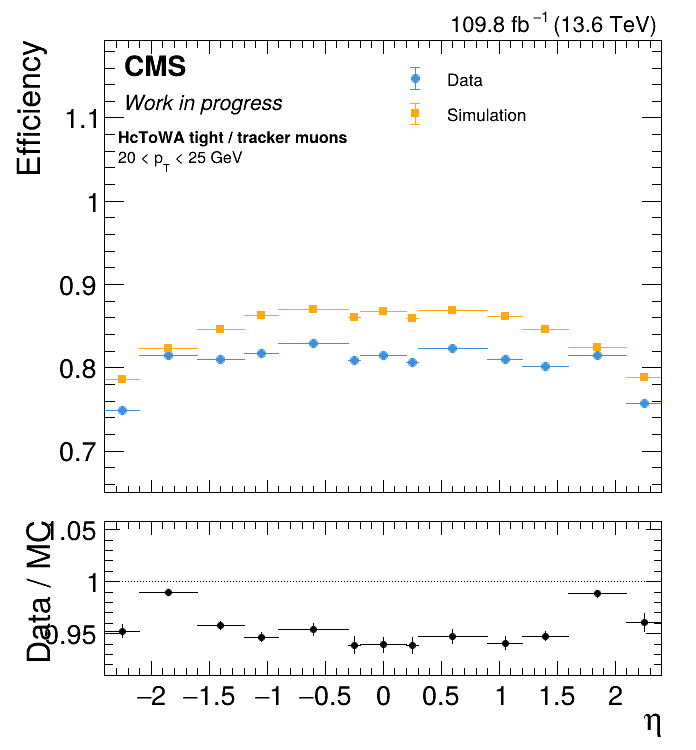 109.8 fb⁻¹ (13.6 TeV)
Efficiency
CMS
Work in progress
HcToWA tight / tracker muons
20 < p_T < 25 GeV
Data
Simulation
1.1
1
0.9
0.8
0.7
Data / MC
1.05
1
0.95
−2 −1.5 −1 −0.5 0 0.5 1 1.5 2
η